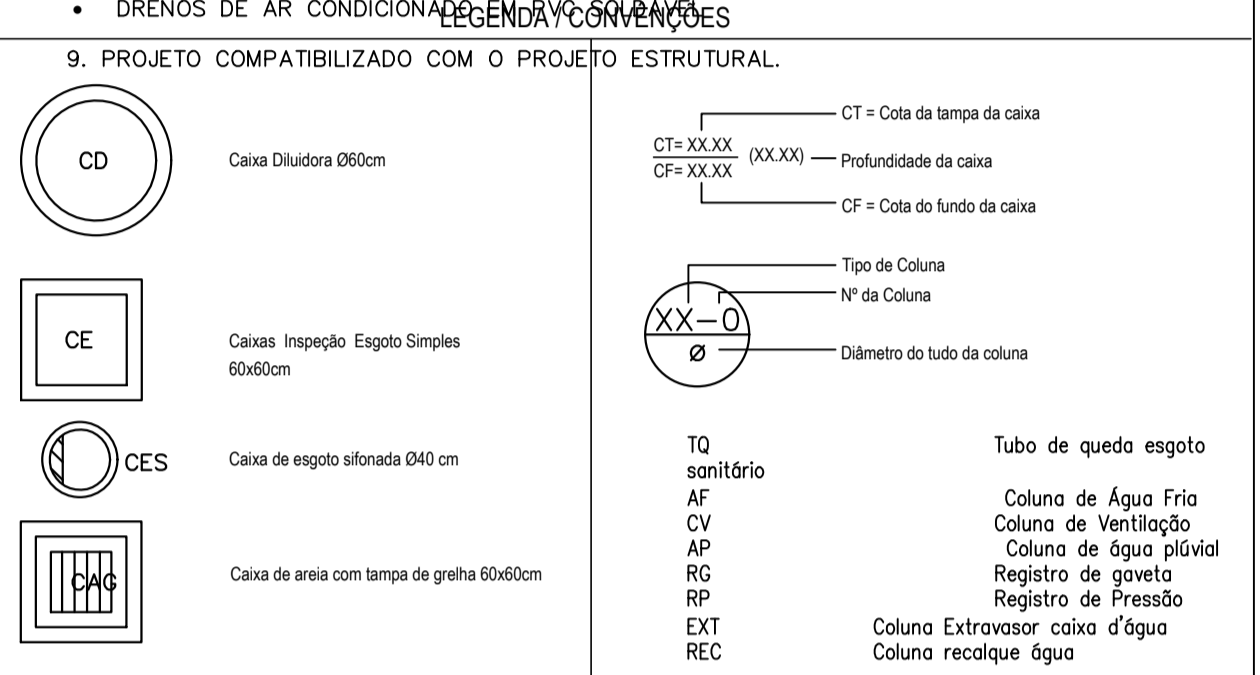 • DRENOS DE AR CONDICIONADO EM PVC SOLDAVEL
LEGENDA / CONVENÇÕES
9. PROJETO COMPATIBILIZADO COM O PROJETO ESTRUTURAL.
CD
Caixa Diluidora Ø60cm
CE
Caixas Inspeção Esgoto Simples
60x60cm
CES
Caixa de esgoto sifonada Ø40 cm
CAG
Caixa de areia com tampa de grelha 60x60cm
CT = Cota da tampa da caixa
CT= XX.XX
(XX.XX)
Profundidade da caixa
CF= XX.XX
CF = Cota do fundo da caixa
Tipo de Coluna
Nº da Coluna
XX-0
Ø
Diâmetro do tudo da coluna
TQ Tubo de queda esgoto
sanitário
AF Coluna de Água Fria
CV Coluna de Ventilação
AP Coluna de água plúvial
RG Registro de gaveta
RP Registro de Pressão
EXT Coluna Extravasor caixa d'água
REC Coluna recalque água